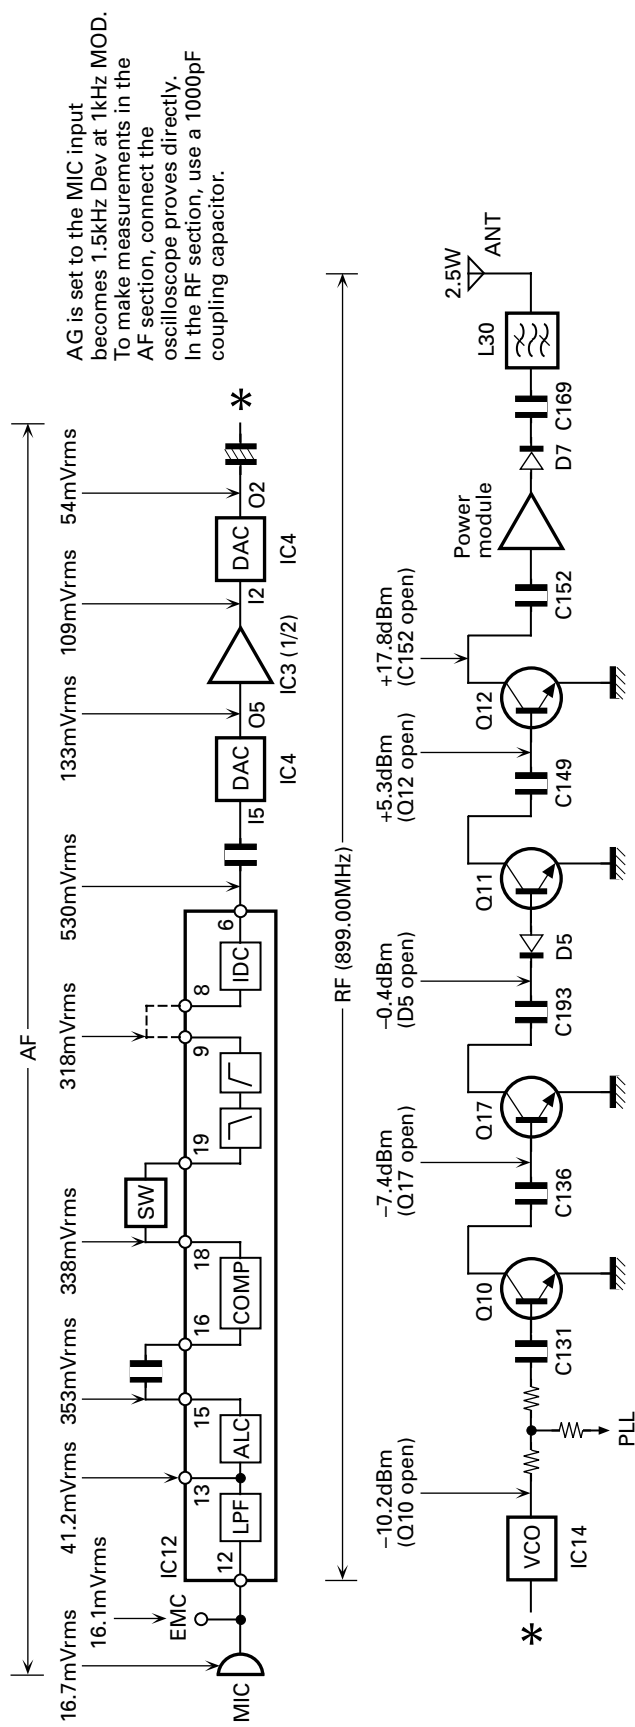 AF
16.7mVrms
16.1mVrms
41.2mVrms
353mVrms
338mVrms
318mVrms
530mVrms
133mVrms
109mVrms
54mVrms
AG is set to the MIC input
becomes 1.5kHz Dev at 1kHz MOD.
To make measurements in the
AF section, connect the
oscilloscope proves directly.
In the RF section, use a 1000pF
coupling capacitor.
MIC
EMC
IC12
12
LPF
13
ALC
15
16
COMP
18
SW
19
9
8
IDC
6
I5
DAC
IC4
O5
IC3 (1/2)
I2
DAC
IC4
O2
*
RF (899.00MHz)
–10.2dBm
(Q10 open)
–7.4dBm
(Q17 open)
–0.4dBm
(D5 open)
+5.3dBm
(Q12 open)
+17.8dBm
(C152 open)
*
VCO
IC14
PLL
C131
Q10
C136
Q17
C193
D5
Q11
C149
Q12
C152
Power
module
D7
C169
L30
2.5W
ANT